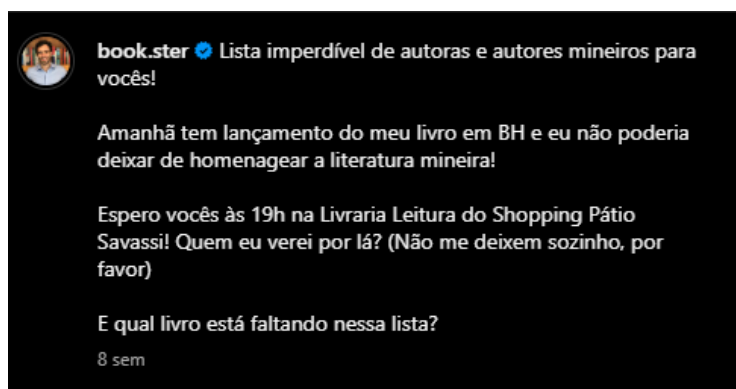 book.ster Lista imperdível de autoras e autores mineiros para
vocês!
Amanhã tem lançamento do meu livro em BH e eu não poderia
deixar de homenagear a literatura mineira!
Espero vocês às 19h na Livraria Leitura do Shopping Pátio
Savassi! Quem eu verei por lá? (Não me deixem sozinho, por
favor)
E qual livro está faltando nessa lista?
8 sem